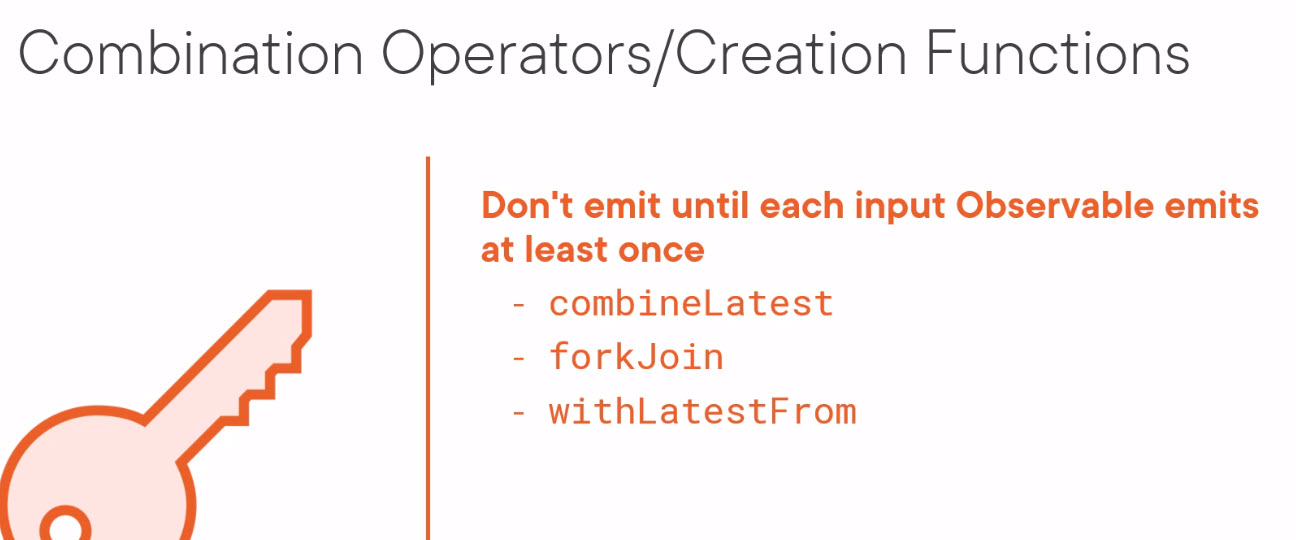 Combination Operators/Creation Functions
Don't emit until each input Observable emits
at least once
- combineLatest
- forkJoin
- withLatestFrom